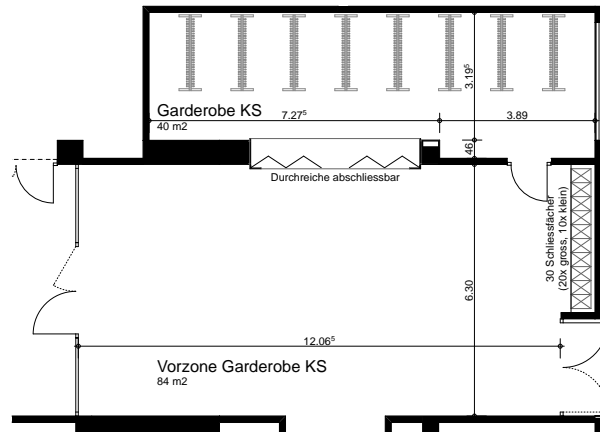 3.19⁵
Garderobe KS
40 m2
7.27⁵
3.89
46
Durchreiche abschliessbar
30 Schliessfächer
(20x gross, 10x klein)
6.30
12.06⁵
Vorzone Garderobe KS
84 m2